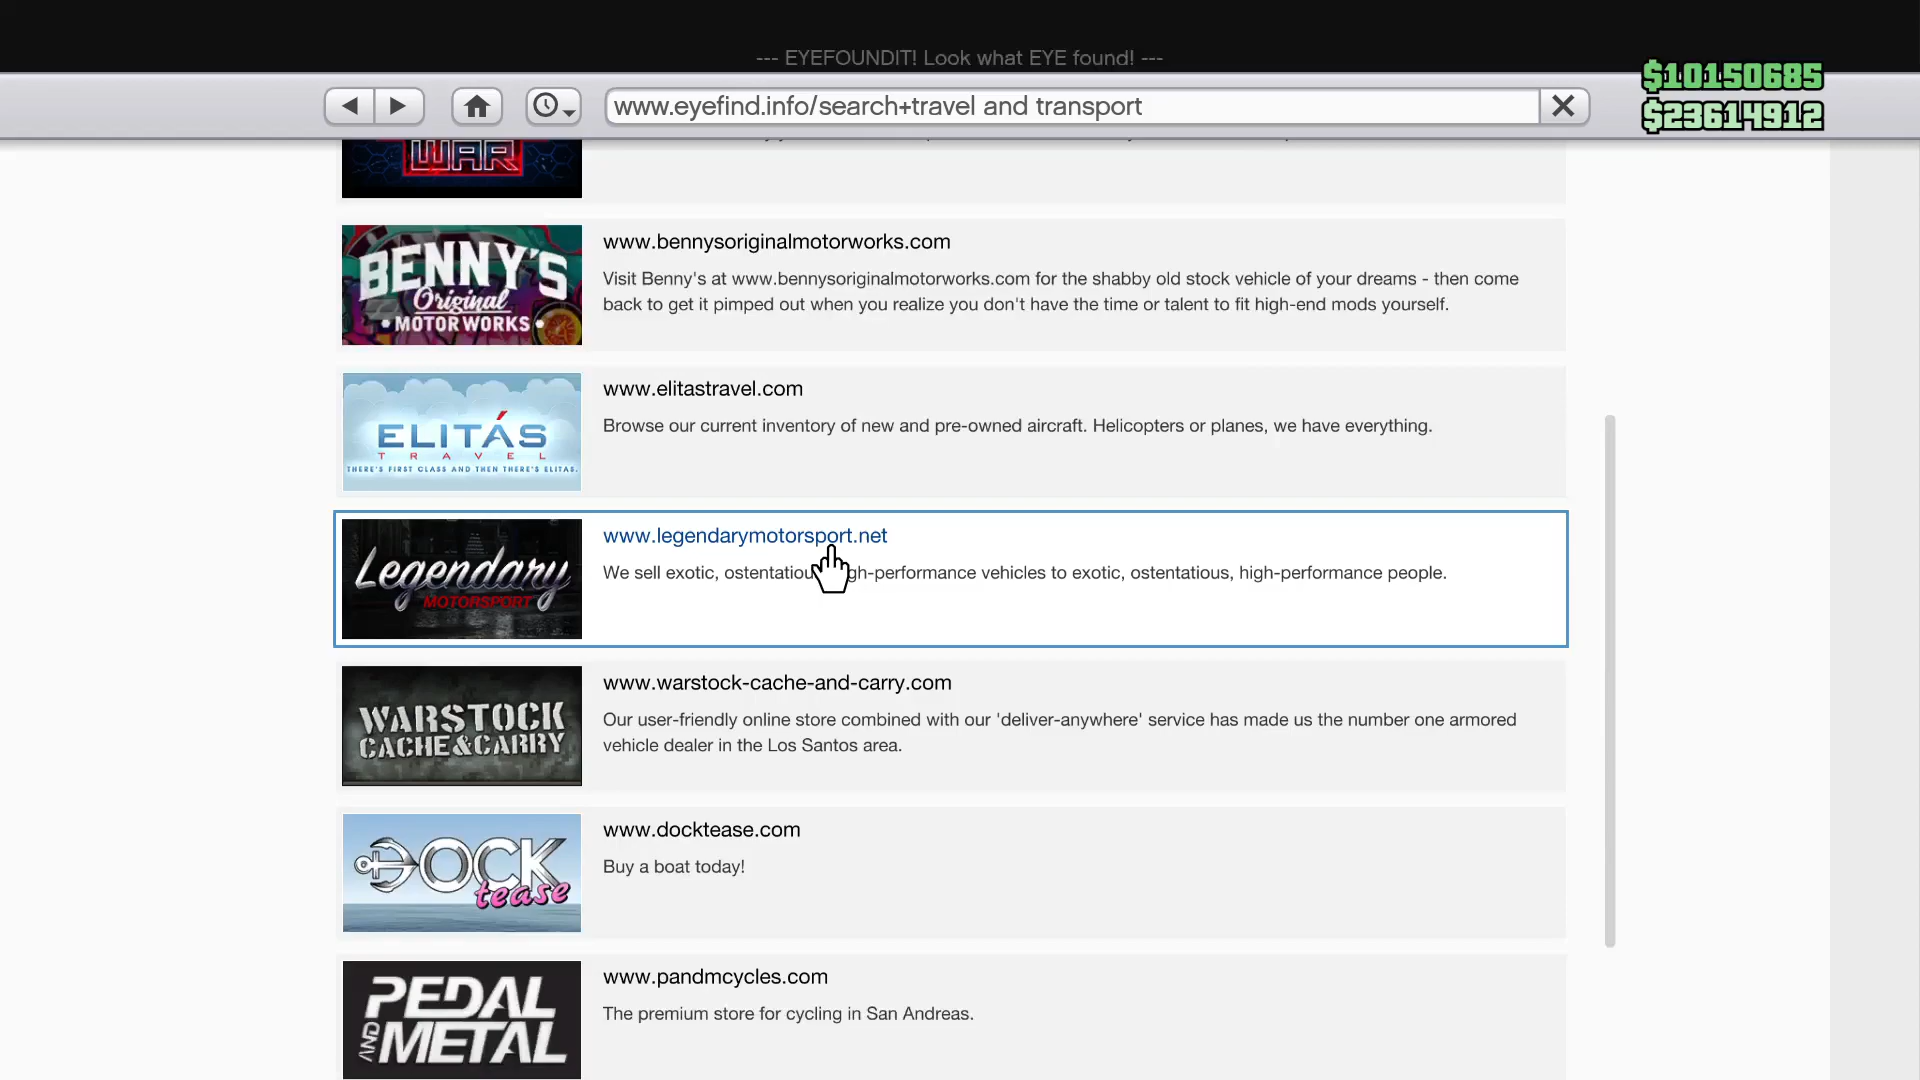 --- EYEFOUNDIT! Look what EYE found! ---
www.eyefind.info/search+travel and transport
$10150685
$23614912
WAR
BENNY'S
Original
MOTOR WORKS
www.bennysoriginalmotorworks.com
Visit Benny's at www.bennysoriginalmotorworks.com for the shabby old stock vehicle of your dreams - then come
back to get it pimped out when you realize you don't have the time or talent to fit high-end mods yourself.
ELITÁS
TRAVEL
THERE'S FIRST CLASS AND THEN THERE'S ELITAS.
www.elitastravel.com
Browse our current inventory of new and pre-owned aircraft. Helicopters or planes, we have everything.
Legendary
MOTORSPORT
www.legendarymotorsport.net
We sell exotic, ostentatiou gh-performance vehicles to exotic, ostentatious, high-performance people.
WARSTOCK
CACHE&CARRY
www.warstock-cache-and-carry.com
Our user-friendly online store combined with our 'deliver-anywhere' service has made us the number one armored
vehicle dealer in the Los Santos area.
DOCK
tease
www.docktease.com
Buy a boat today!
PEDAL
AND
METAL
www.pandmcycles.com
The premium store for cycling in San Andreas.